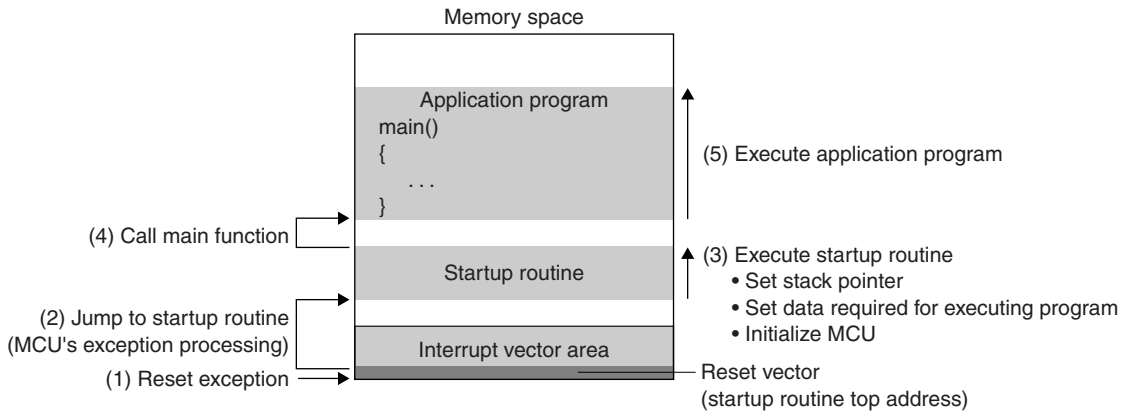 Memory space
Application program
main()
{
...
}
(5) Execute application program
(4) Call main function
Startup routine
(3) Execute startup routine
• Set stack pointer
• Set data required for executing program
• Initialize MCU
(2) Jump to startup routine
(MCU's exception processing)
Interrupt vector area
(1) Reset exception
Reset vector
(startup routine top address)